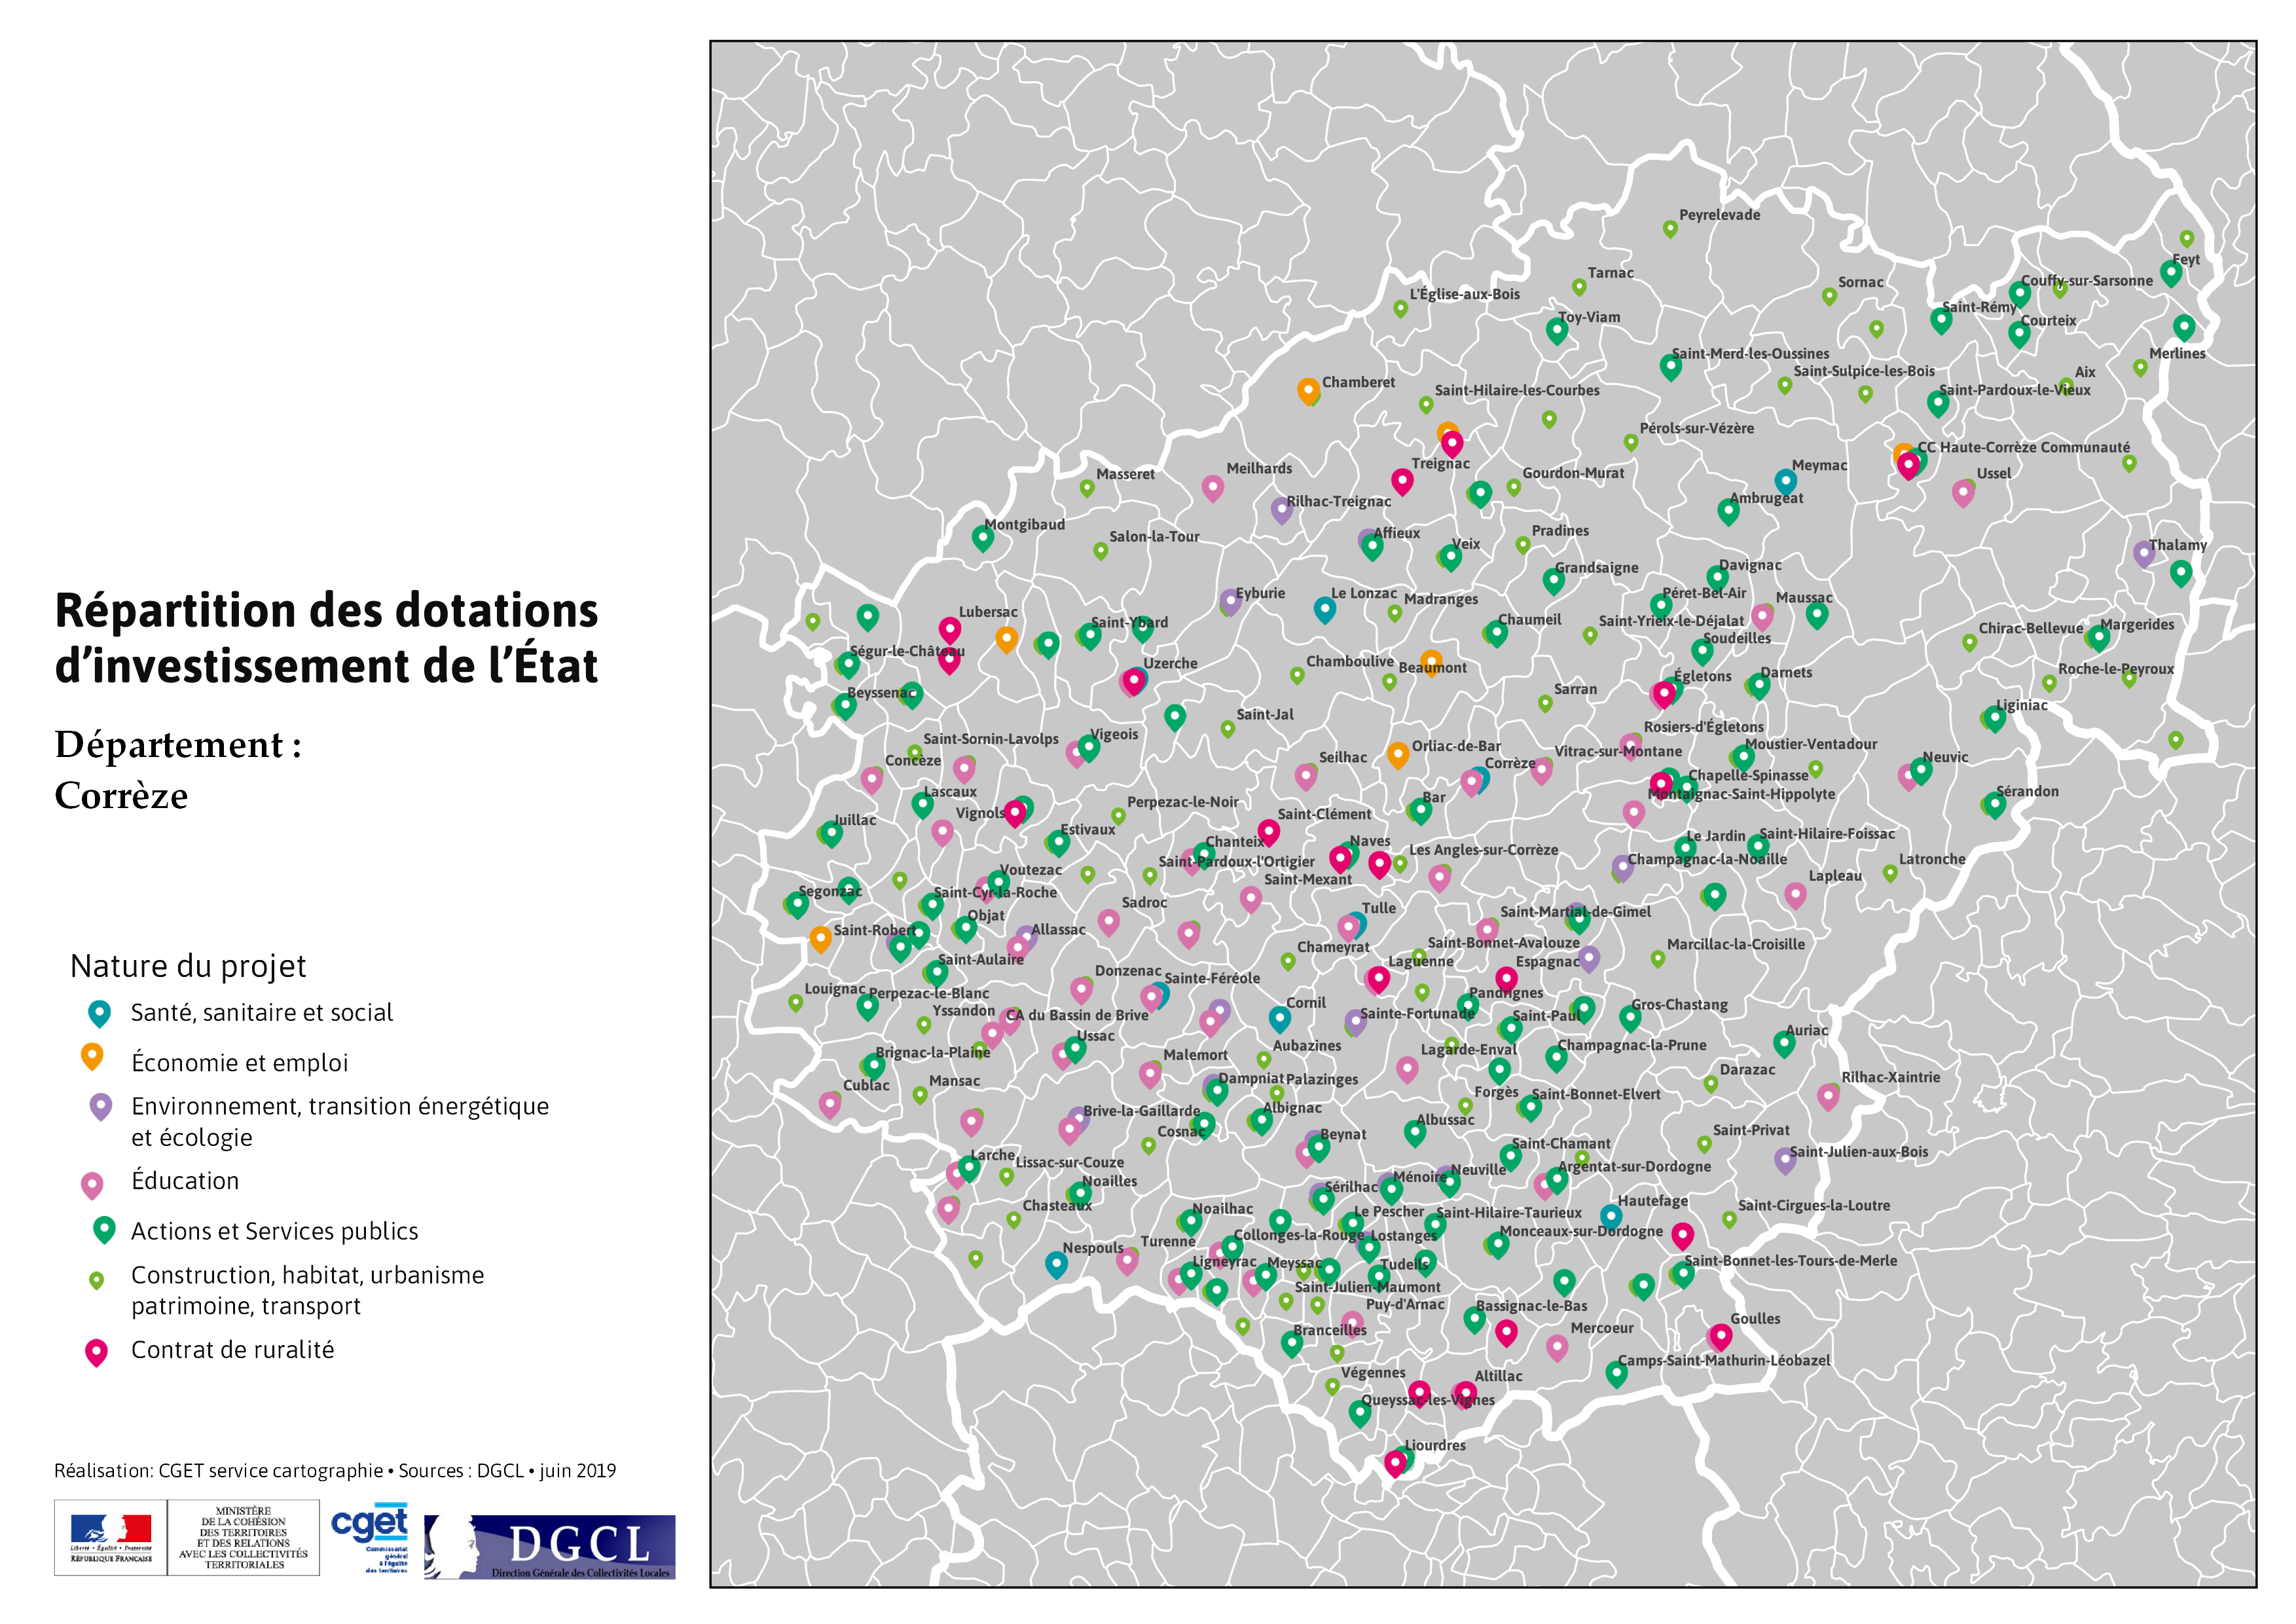 Répartition des dotations
d’investissement de l’État
Département :
Corrèze
Nature du projet
Santé, sanitaire et social
Économie et emploi
Environnement, transition énergétique
et écologie
Éducation
Actions et Services publics
Construction, habitat, urbanisme
patrimoine, transport
Contrat de ruralité
Réalisation: CGET service cartographie • Sources : DGCL • juin 2019
Liberté • Égalité • Fraternité
RÉPUBLIQUE FRANÇAISE
MINISTÈRE
DE LA COHÉSION
DES TERRITOIRES
ET DES RELATIONS
AVEC LES COLLECTIVITÉS
TERRITORIALES
cget
Commissariat
général
à l'égalité
des territoires
DGCL
Direction Générale des Collectivités Locales
Peyrelevade
Feyt
Tarnac
Sornac
Couffy-sur-Sarsonne
L'Église-aux-Bois
Saint-Rémy
Toy-Viam
Courteix
Saint-Merd-les-Oussines
Merlines
Saint-Sulpice-les-Bois
Aix
Chamberet
Saint-Hilaire-les-Courbes
Saint-Pardoux-le-Vieux
Pérols-sur-Vézère
CC Haute-Corrèze Communauté
Treignac
Meymac
Meilhards
Masseret
Gourdon-Murat
Ussel
Rilhac-Treignac
Ambrugeat
Montgibaud
Salon-la-Tour
Affieux
Pradines
Veix
Thalamy
Grandsaigne
Davignac
Eyburie
Le Lonzac
Madranges
Péret-Bel-Air
Maussac
Lubersac
Saint-Ybard
Chaumeil
Saint-Yrieix-le-Déjalat
Chirac-Bellevue
Margerides
Soudeilles
Ségur-le-Château
Uzerche
Chamboulive
Beaumont
Roche-le-Peyroux
Égletons
Darnets
Beyssenac
Sarran
Liginiac
Saint-Jal
Rosiers-d'Égletons
Saint-Sornin-Lavolps
Vigeois
Orliac-de-Bar
Vitrac-sur-Montane
Moustier-Ventadour
Concèze
Seilhac
Corrèze
Neuvic
Chapelle-Spinasse
Lascaux
Bar
Montaignac-Saint-Hippolyte
Sérandon
Perpezac-le-Noir
Vignols
Saint-Clément
Juillac
Estivaux
Chanteix
Naves
Le Jardin
Saint-Hilaire-Foissac
Les Angles-sur-Corrèze
Saint-Pardoux-l'Ortigier
Champagnac-la-Noaille
Latronche
Voutezac
Saint-Mexant
Lapleau
Segonzac
Saint-Cyr-la-Roche
Sadroc
Tulle
Saint-Martial-de-Gimel
Objat
Saint-Robert
Allassac
Chameyrat
Saint-Bonnet-Avalouze
Marcillac-la-Croisille
Saint-Aulaire
Laguenne
Espagnac
Donzenac
Sainte-Féréole
Louignac
Perpezac-le-Blanc
Pandrignes
Cornil
Gros-Chastang
Yssandon
CA du Bassin de Brive
Sainte-Fortunade
Saint-Paul
Auriac
Ussac
Aubazines
Brignac-la-Plaine
Malemort
Lagarde-Enval
Champagnac-la-Prune
Cublac
Mansac
Dampniat
Palazinges
Darazac
Rilhac-Xaintrie
Forgès
Saint-Bonnet-Elvert
Brive-la-Gaillarde
Albignac
Cosnac
Albussac
Beynat
Saint-Privat
Saint-Chamant
Saint-Julien-aux-Bois
Larche
Lissac-sur-Couze
Argentat-sur-Dordogne
Neuville
Ménoire
Noailles
Sérilhac
Hautefage
Chasteaux
Noailhac
Le Pescher
Saint-Hilaire-Taurieux
Saint-Cirgues-la-Loutre
Collonges-la-Rouge
Lostanges
Monceaux-sur-Dordogne
Turenne
Nespouls
Ligneyrac
Meyssac
Tudeils
Saint-Bonnet-les-Tours-de-Merle
Saint-Julien-Maumont
Puy-d'Arnac
Bassignac-le-Bas
Goulles
Branceilles
Mercoeur
Camps-Saint-Mathurin-Léobazel
Végennes
Altillac
Queyssac-les-Vignes
Liourdres